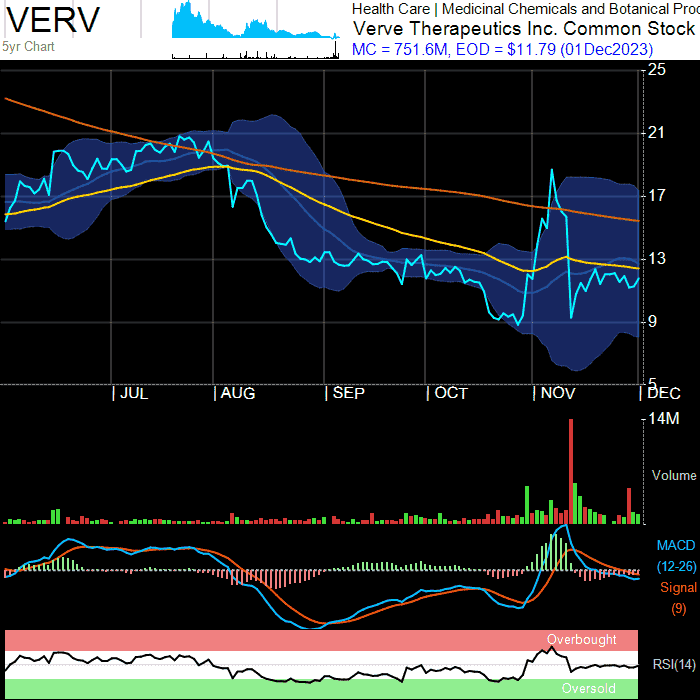 VERV
5yr Chart
Health Care | Medicinal Chemicals and Botanical Proc
Verve Therapeutics Inc. Common Stock
MC = 751.6M, EOD = $11.79 (01Dec2023)
25
21
17
13
9
5
JUL
AUG
SEP
OCT
NOV
DEC
14M
Volume
MACD
(12-26)
Signal
(9)
Overbought
RSI(14)
Oversold